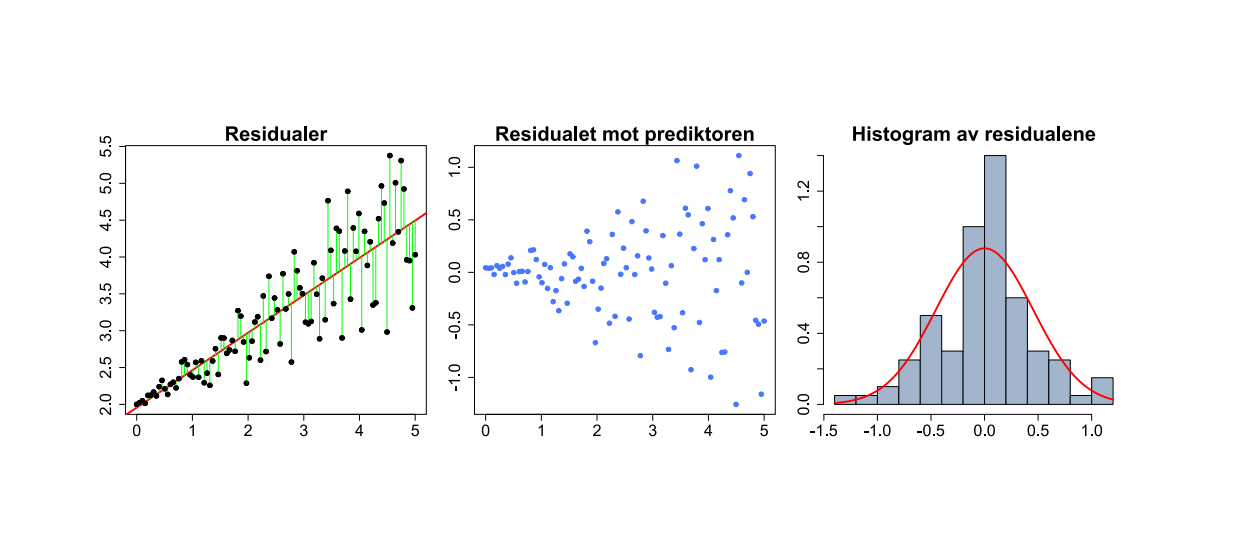 Residualer
2.0 2.5 3.0 3.5 4.0 4.5 5.0 5.5
0 1 2 3 4 5
Residualet mot prediktoren
-1.0 -0.5 0.0 0.5 1.0
0 1 2 3 4 5
Histogram av residualene
0.0 0.4 0.8 1.2
-1.5 -1.0 -0.5 0.0 0.5 1.0